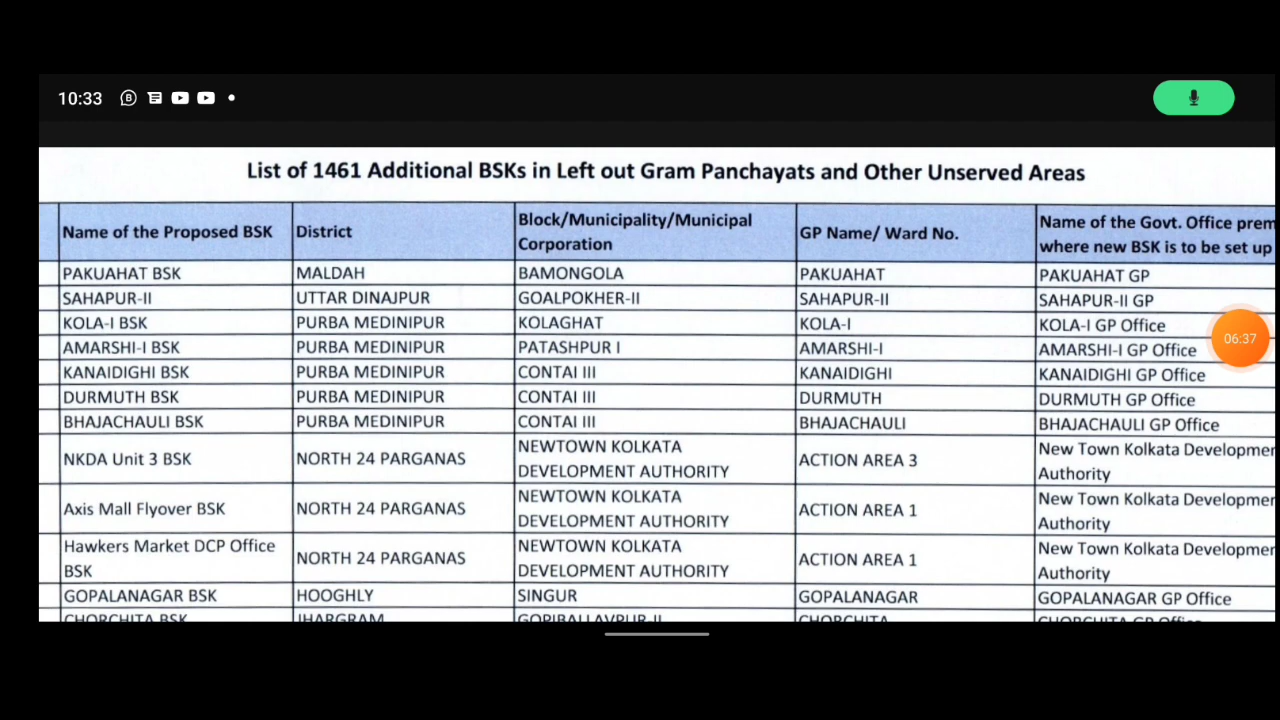 10:33
List of 1461 Additional BSKs in Left out Gram Panchayats and Other Unserved Areas
Name of the Proposed BSK District Block/Municipality/Municipal Corporation GP Name/ Ward No. Name of the Govt. Office prem where new BSK is to be set up
PAKUAHAT BSK MALDAH BAMONGOLA PAKUAHAT PAKUAHAT GP
SAHAPUR-II UTTAR DINAJPUR GOALPOKHER-II SAHAPUR-II SAHAPUR-II GP
KOLA-I BSK PURBA MEDINIPUR KOLAGHAT KOLA-I KOLA-I GP Office
AMARSHI-I BSK PURBA MEDINIPUR PATASHPUR I AMARSHI-I AMARSHI-I GP Office
06:37
KANAIDIGHI BSK PURBA MEDINIPUR CONTAI III KANAIDIGHI KANAIDIGHI GP Office
DURMUTH BSK PURBA MEDINIPUR CONTAI III DURMUTH DURMUTH GP Office
BHAJACHAULI BSK PURBA MEDINIPUR CONTAI III BHAJACHAULI BHAJACHAULI GP Office
NKDA Unit 3 BSK NORTH 24 PARGANAS NEWTOWN KOLKATA DEVELOPMENT AUTHORITY ACTION AREA 3 New Town Kolkata Developmen Authority
Axis Mall Flyover BSK NORTH 24 PARGANAS NEWTOWN KOLKATA DEVELOPMENT AUTHORITY ACTION AREA 1 New Town Kolkata Developmen Authority
Hawkers Market DCP Office BSK NORTH 24 PARGANAS NEWTOWN KOLKATA DEVELOPMENT AUTHORITY ACTION AREA 1 New Town Kolkata Developmen Authority
GOPALANAGAR BSK HOOGHLY SINGUR GOPALANAGAR GOPALANAGAR GP Office
CHORCHITA BSK JHARGRAM GOPIBALLAVPUR-II CHORCHITA CHORCHITA GP Office